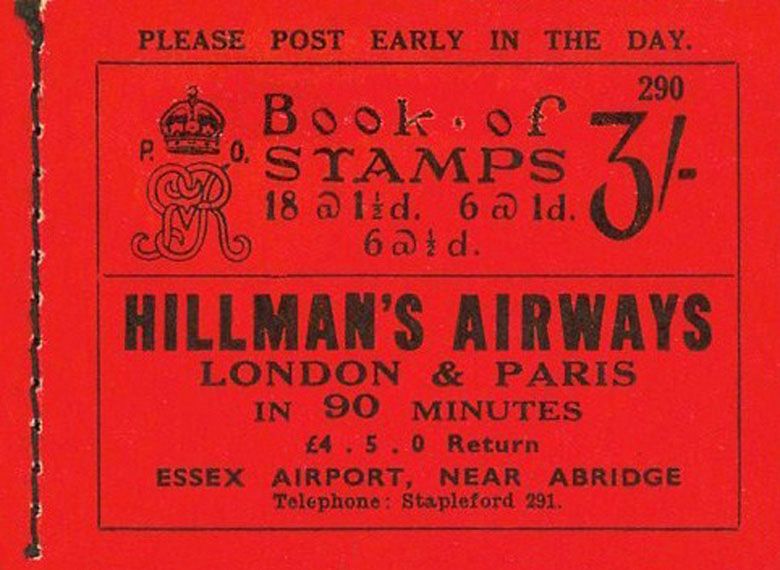 PLEASE POST EARLY IN THE DAY.
290
Book of
STAMPS
3/-
P. O.
18 @ 1½d. 6 @ 1d.
6 @ ½d.
HILLMAN'S AIRWAYS
LONDON & PARIS
IN 90 MINUTES
£4 . 5 . 0 Return
ESSEX AIRPORT, NEAR ABRIDGE
Telephone: Stapleford 291.